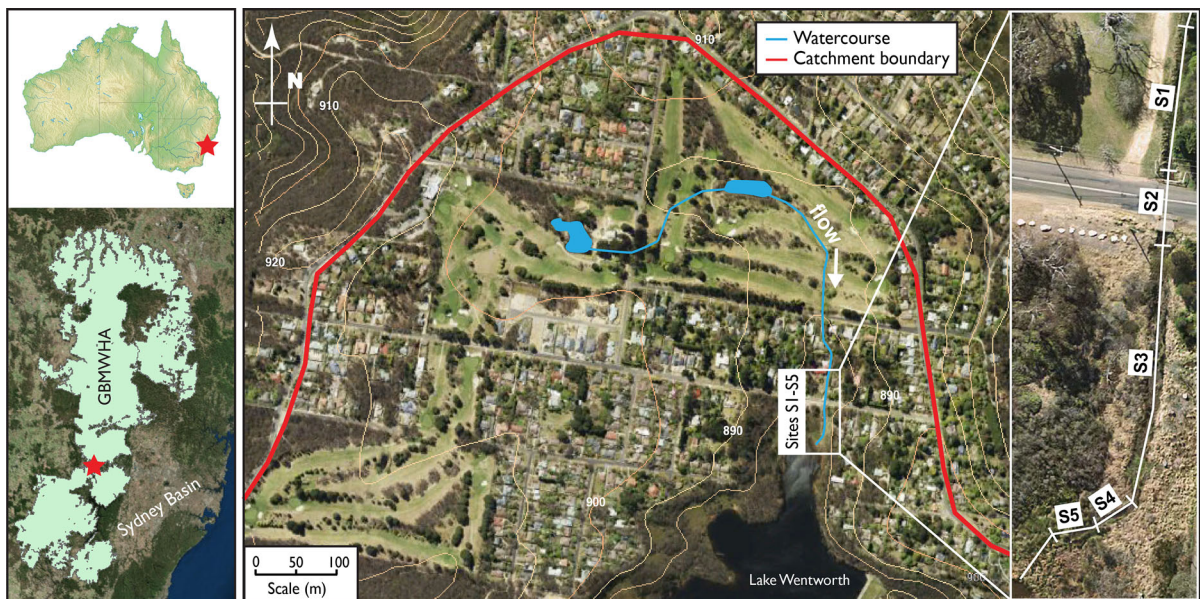 GBMWHA
Sydney Basin
N
Watercourse
Catchment boundary
910
910
920
flow
Sites S1-S5
890
890
900
900
0 50 100
Scale (m)
Lake Wentworth
S1
S2
S3
S4
S5